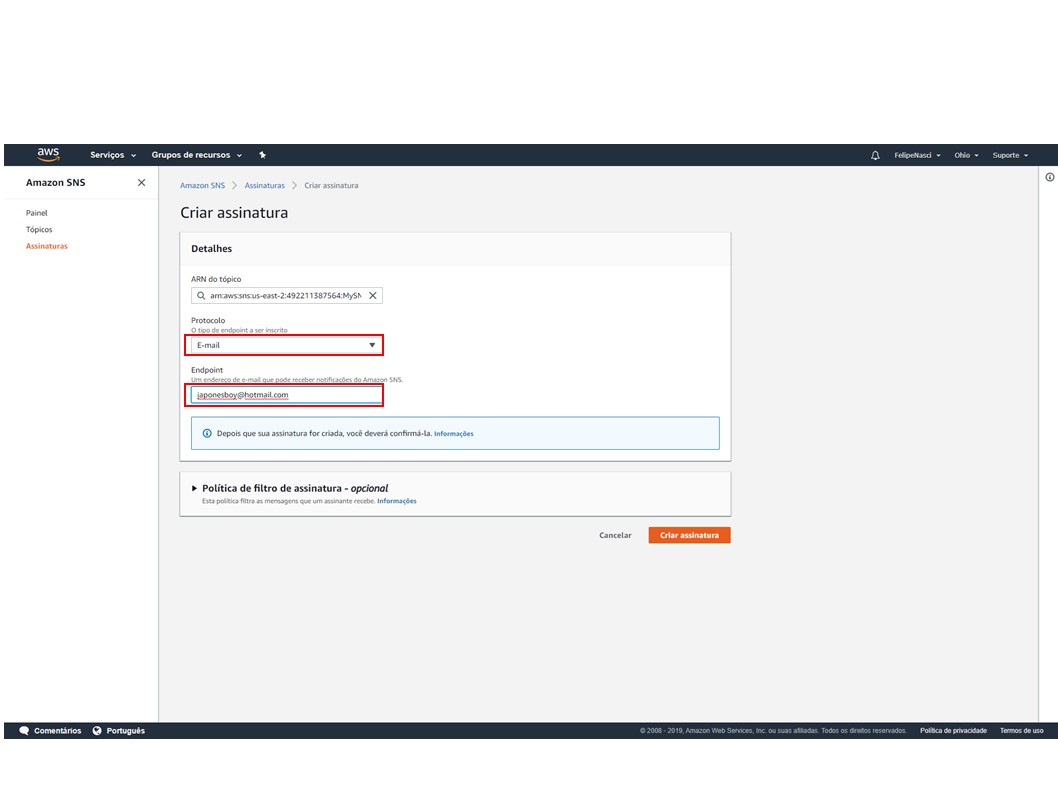 aws Serviços Grupos de recursos FelipeNasci Ohio Suporte
Amazon SNS
Painel
Tópicos
Assinaturas
Amazon SNS > Assinaturas > Criar assinatura
Criar assinatura
Detalhes
ARN do tópico
arn:aws:sns:us-east-2:492211387564:MySN
Protocolo
O tipo de endpoint a ser inscrito
E-mail
Endpoint
Um endereço de e-mail que pode receber notificações do Amazon SNS.
japonesboy@hotmail.com
Depois que sua assinatura for criada, você deverá confirmá-la. Informações
Política de filtro de assinatura - opcional
Esta política filtra as mensagens que um assinante recebe. Informações
Cancelar Criar assinatura
Comentários Português © 2008 - 2019, Amazon Web Services, Inc. ou suas afiliadas. Todos os direitos reservados. Política de privacidade Termos de uso